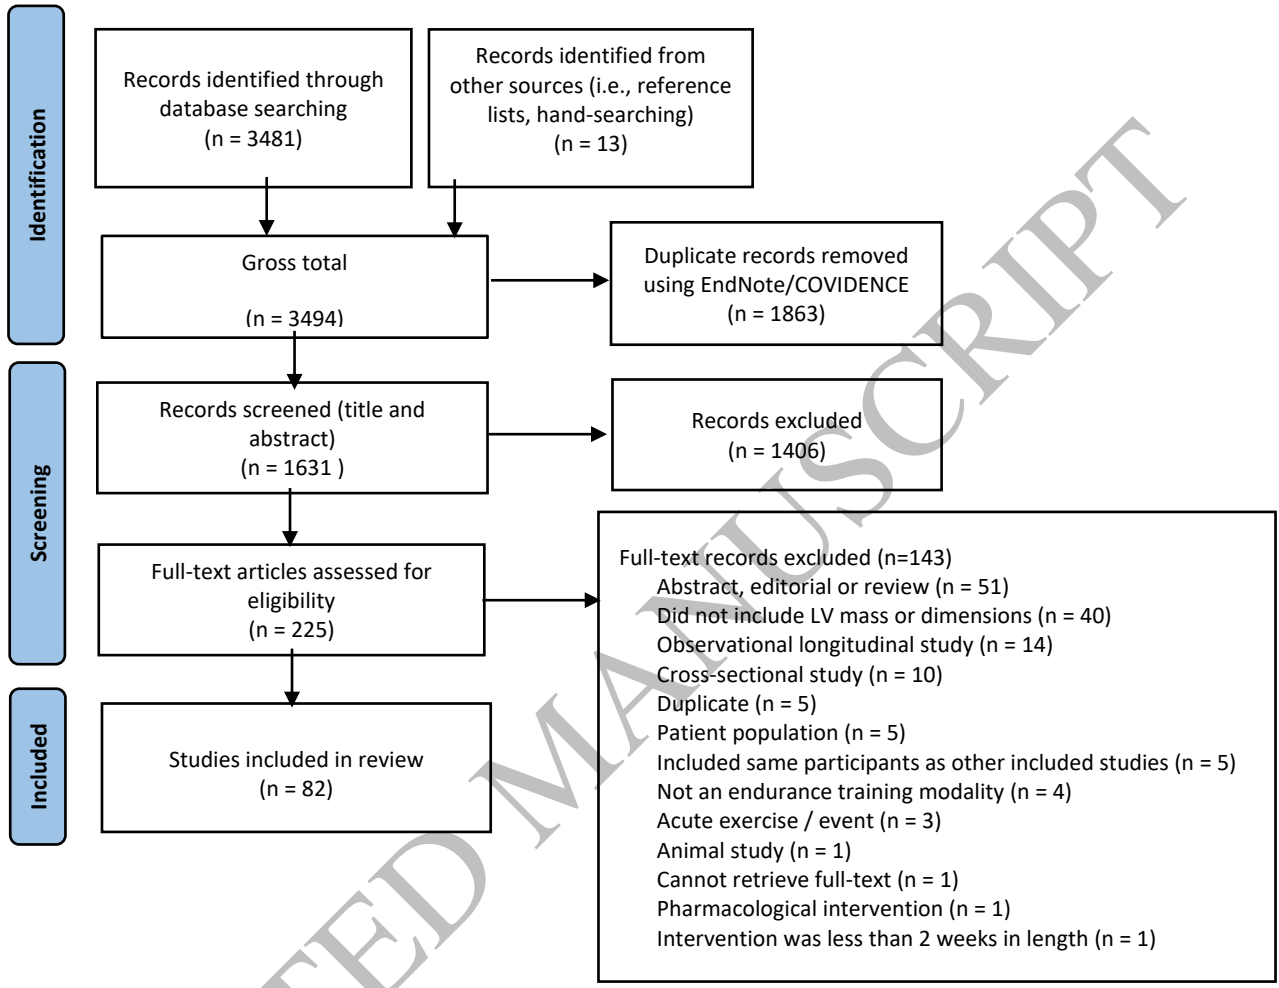 Identification
Records identified through
database searching
(n = 3481)
Records identified from
other sources (i.e., reference
lists, hand-searching)
(n = 13)
Gross total
(n = 3494)
Duplicate records removed
using EndNote/COVIDENCE
(n = 1863)
Screening
Records screened (title and
abstract)
(n = 1631 )
Records excluded
(n = 1406)
Full-text articles assessed for
eligibility
(n = 225)
Full-text records excluded (n=143)
Abstract, editorial or review (n = 51)
Did not include LV mass or dimensions (n = 40)
Observational longitudinal study (n = 14)
Cross-sectional study (n = 10)
Duplicate (n = 5)
Patient population (n = 5)
Included same participants as other included studies (n = 5)
Not an endurance training modality (n = 4)
Acute exercise / event (n = 3)
Animal study (n = 1)
Cannot retrieve full-text (n = 1)
Pharmacological intervention (n = 1)
Intervention was less than 2 weeks in length (n = 1)
Included
Studies included in review
(n = 82)
TED MANUSCRIPT